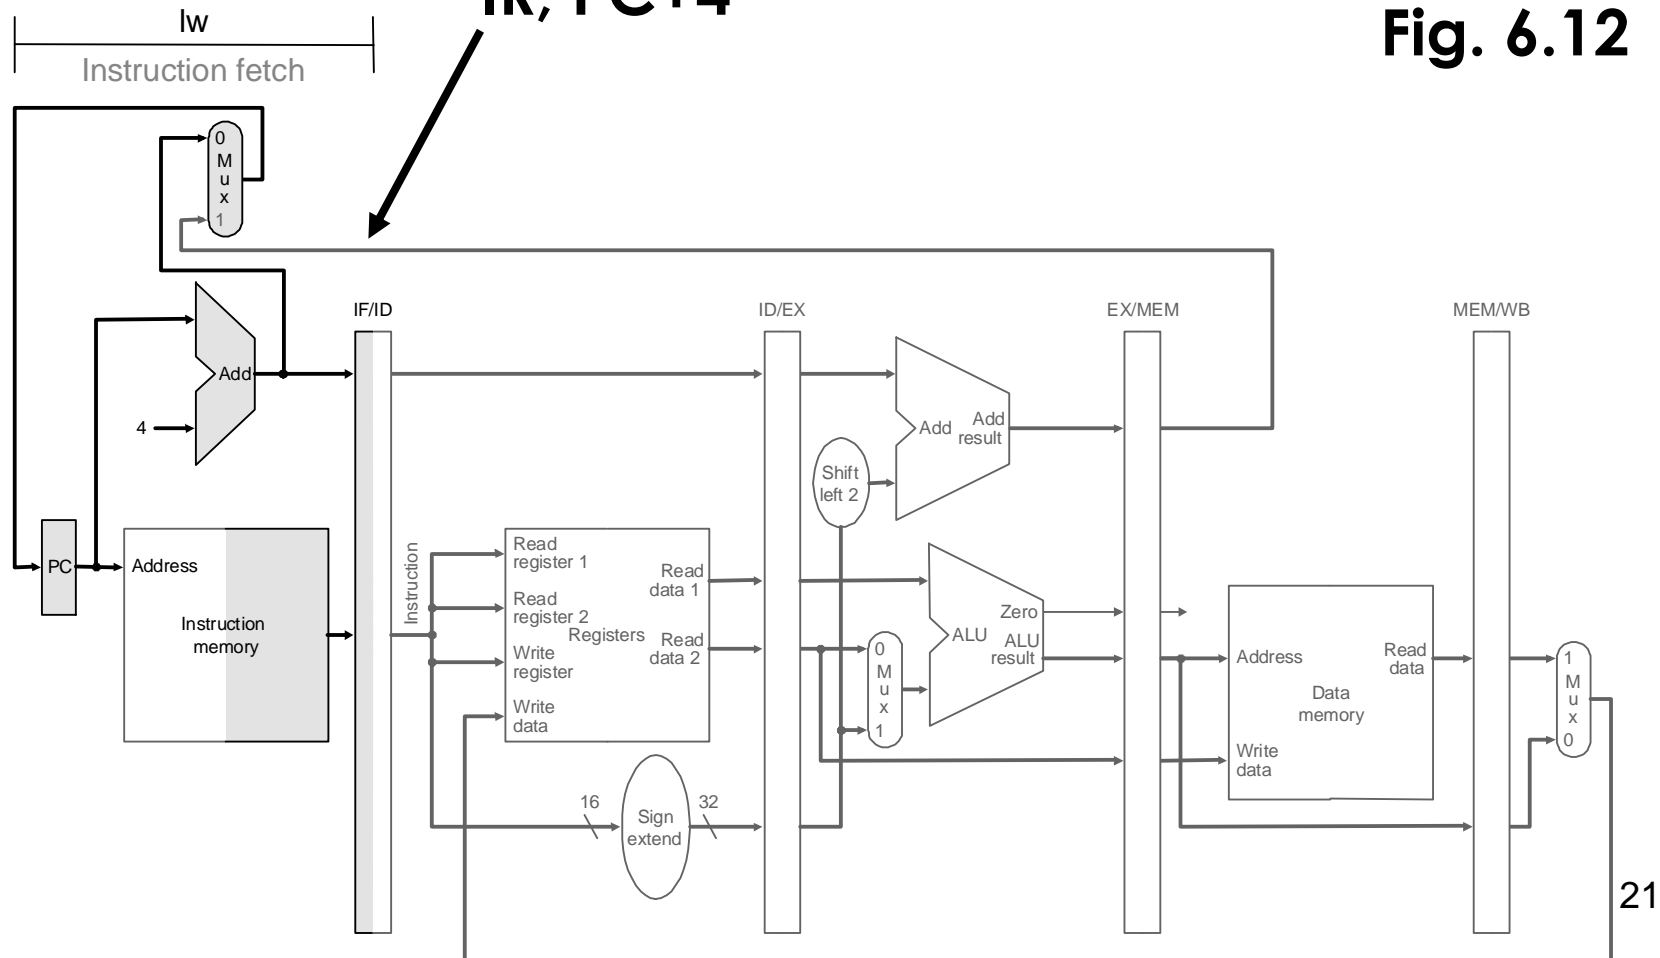 IR, PC+4
Fig. 6.12
lw
Instruction fetch
0
M
u
x
1
IF/ID
ID/EX
EX/MEM
MEM/WB
Add
4
Add
Add
result
Shift
left 2
PC
Address
Instruction
memory
Instruction
Read
register 1
Read
register 2
Write
register
Write
data
Registers
Read
data 1
Read
data 2
0
M
u
x
1
Zero
ALU
ALU
result
Address
Read
data
Data
memory
Write
data
1
M
u
x
0
16
Sign
extend
32
21